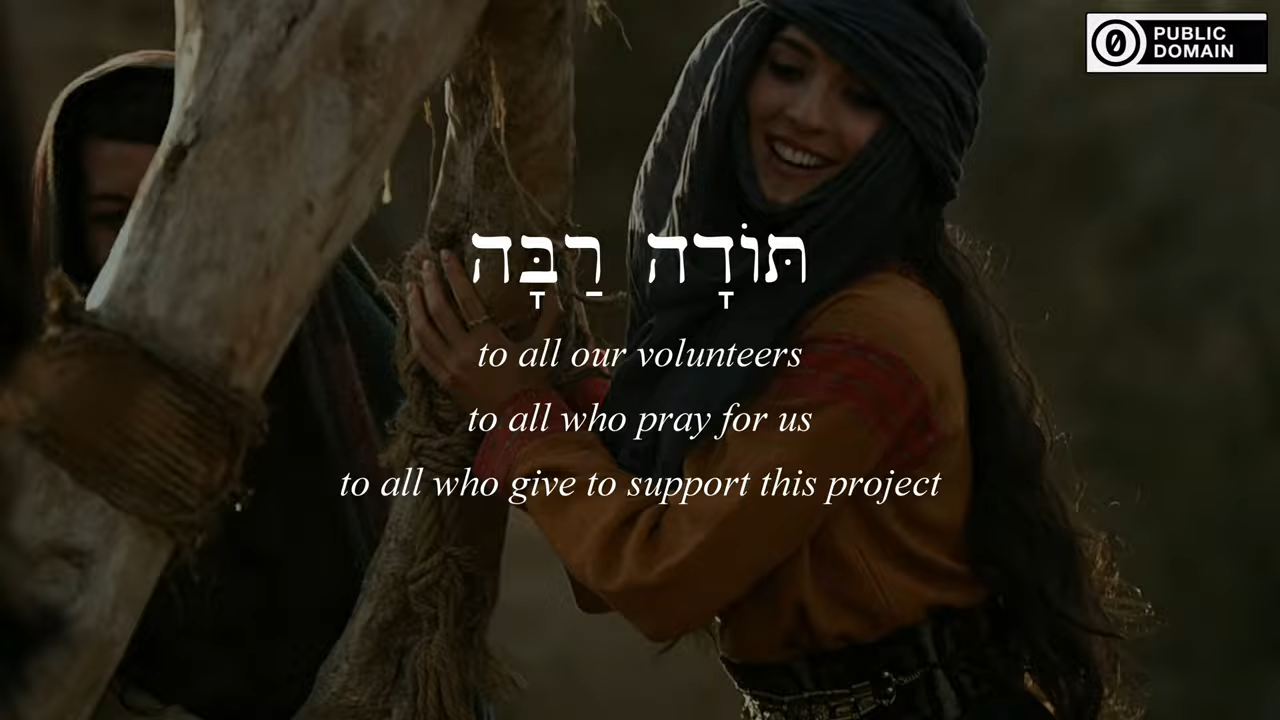 תּוֹדָה רַבָּה
to all our volunteers
to all who pray for us
to all who give to support this project
PUBLIC
DOMAIN